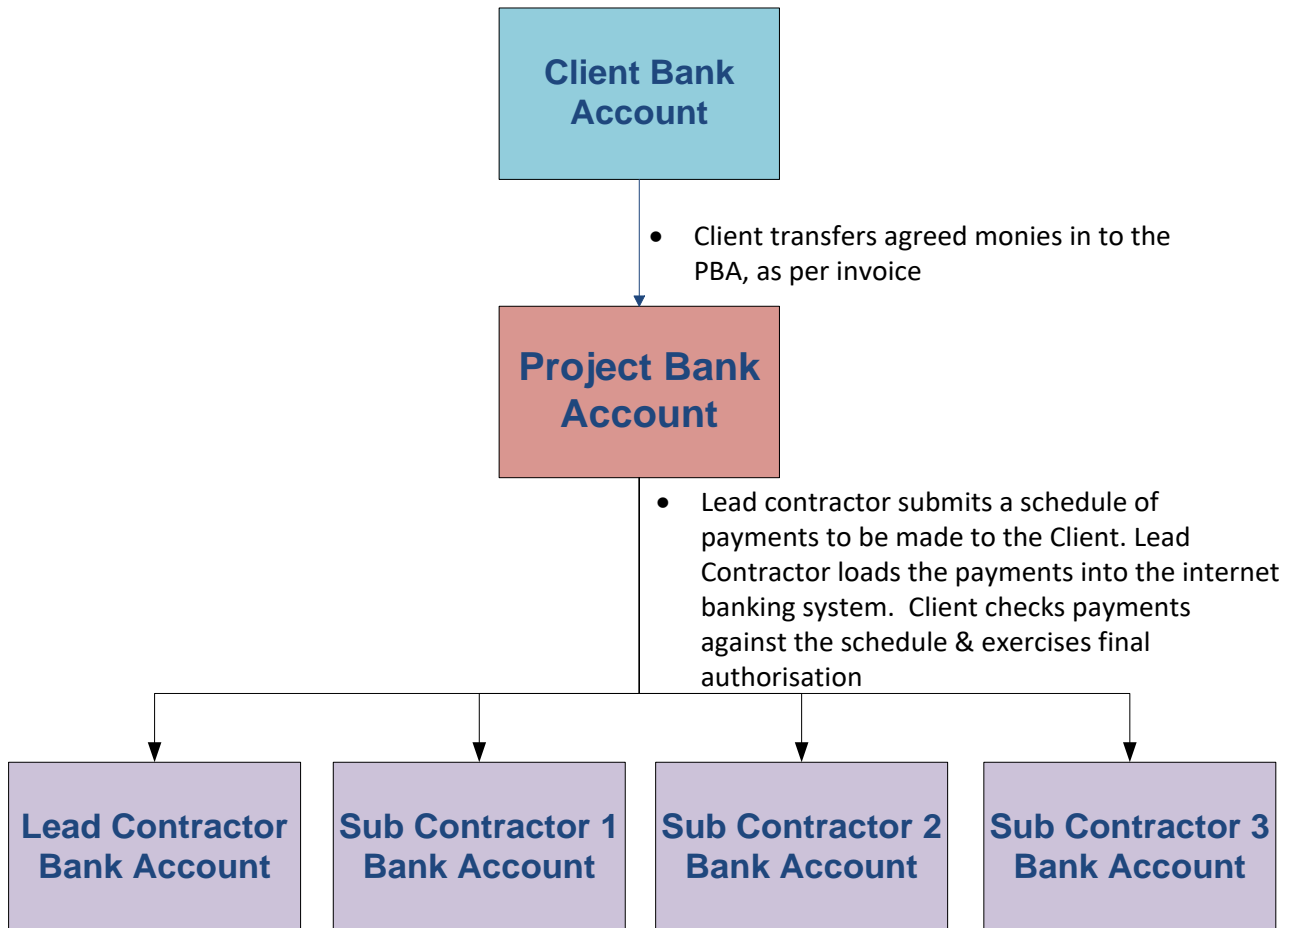 Client Bank
Account
• Client transfers agreed monies in to the
PBA, as per invoice
Project Bank
Account
• Lead contractor submits a schedule of
payments to be made to the Client. Lead
Contractor loads the payments into the internet
banking system.  Client checks payments
against the schedule & exercises final
authorisation
Lead Contractor
Bank Account
Sub Contractor 1
Bank Account
Sub Contractor 2
Bank Account
Sub Contractor 3
Bank Account